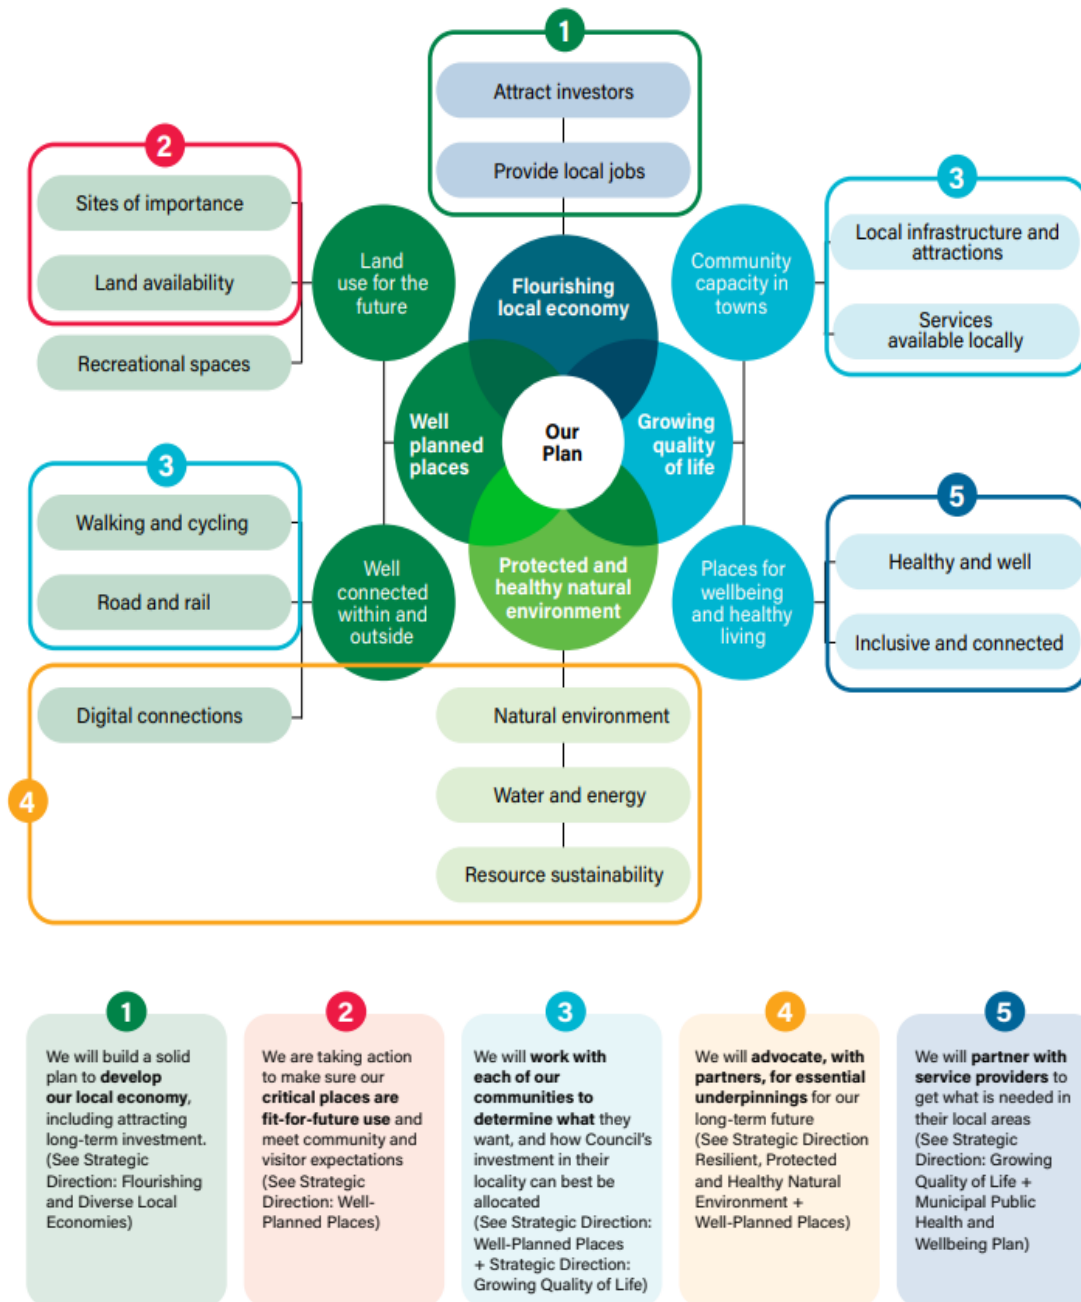 1
Attract investors
Provide local jobs
2
Sites of importance
Land availability
Recreational spaces
Land
use for the
future
Flourishing
local economy
Community
capacity in
towns
3
Local infrastructure and
attractions
Services
available locally
Well
planned
places
Our
Plan
Growing
quality
of life
3
Walking and cycling
Road and rail
Digital connections
Well
connected
within and
outside
Protected and
healthy natural
environment
Places for
wellbeing
and healthy
living
5
Healthy and well
Inclusive and connected
4
Natural environment
Water and energy
Resource sustainability
1
We will build a solid
plan to develop
our local economy,
including attracting
long-term investment.
(See Strategic
Direction: Flourishing
and Diverse Local
Economies)
2
We are taking action
to make sure our
critical places are
fit-for-future use and
meet community and
visitor expectations
(See Strategic
Direction: Well-
Planned Places)
3
We will work with
each of our
communities to
determine what they
want, and how Council's
investment in their
locality can best be
allocated
(See Strategic Direction:
Well-Planned Places
+ Strategic Direction:
Growing Quality of Life)
4
We will advocate, with
partners, for essential
underpinnings for our
long-term future
(See Strategic Direction
Resilient, Protected
and Healthy Natural
Environment +
Well-Planned Places)
5
We will partner with
service providers to
get what is needed in
their local areas
(See Strategic
Direction: Growing
Quality of Life +
Municipal Public
Health and
Wellbeing Plan)